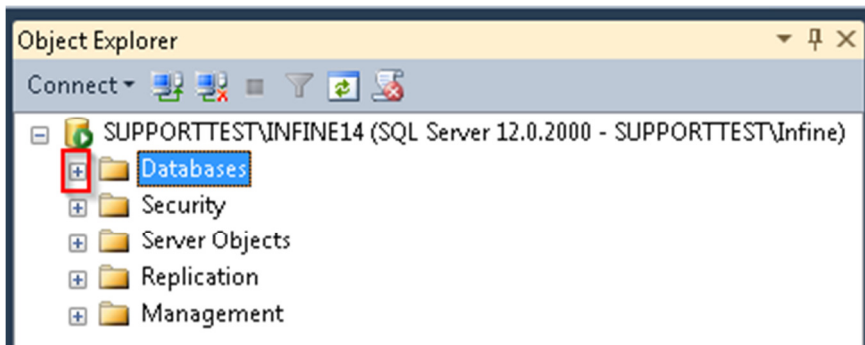 Object Explorer
Connect
SUPPORTTEST\INFINE14 (SQL Server 12.0.2000 - SUPPORTTEST\Infine)
Databases
Security
Server Objects
Replication
Management